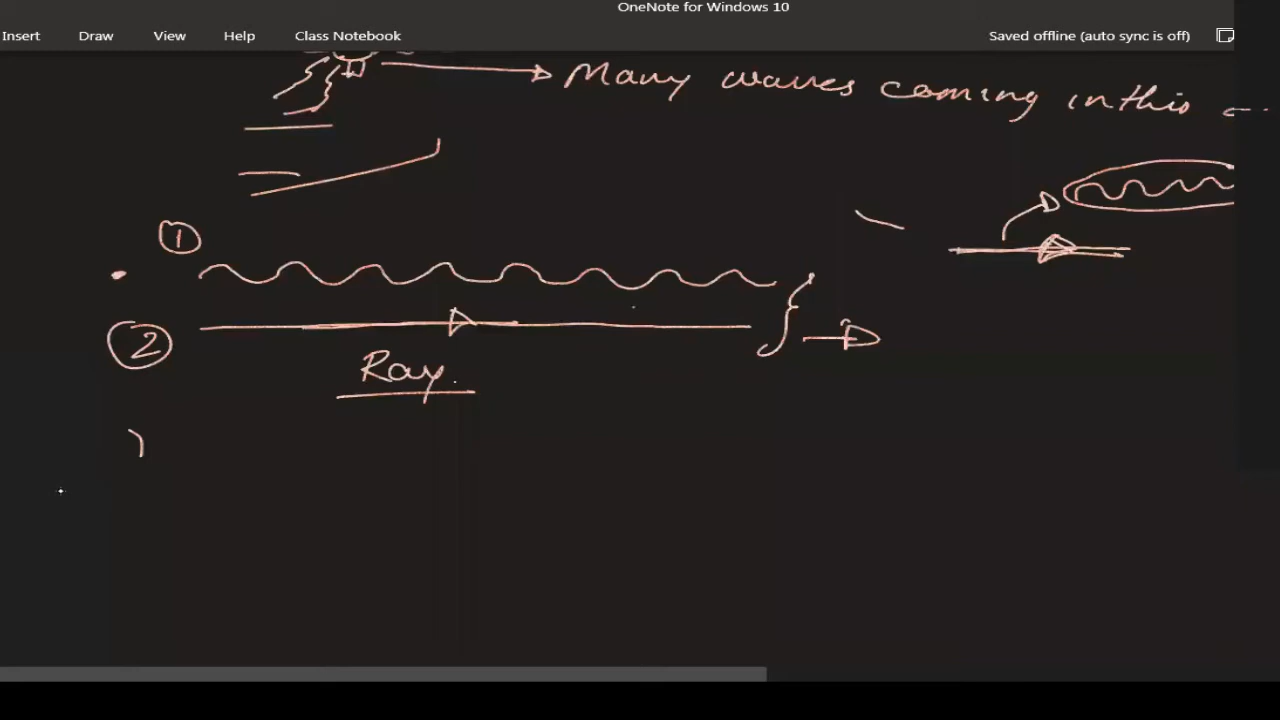 OneNote for Windows 10
Insert Draw View Help Class Notebook Saved offline (auto sync is off)
Many waves coming in this
1
2
Ray.